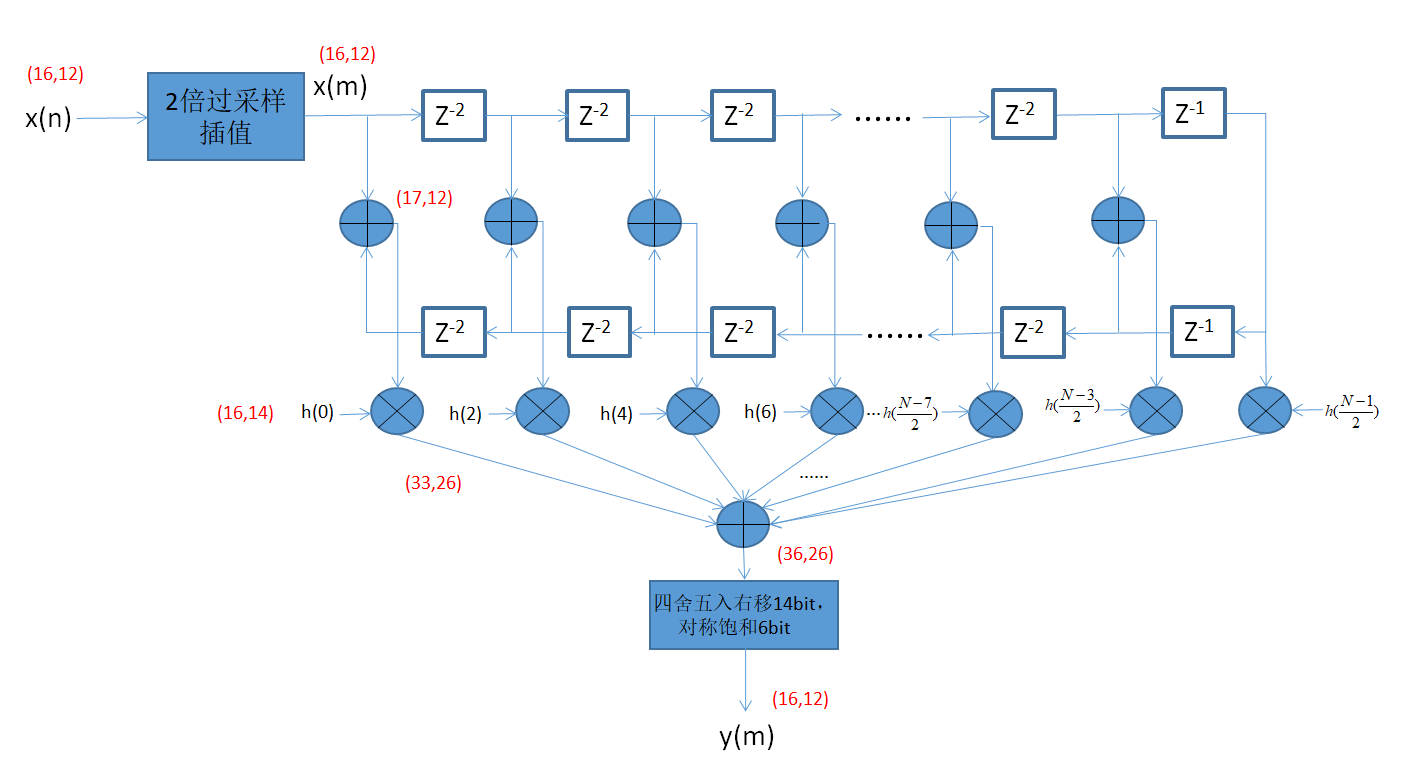 (16,12)
(16,12)
x(n)
2倍过采样
插值
x(m)
Z-2
Z-2
Z-2
......
Z-2
Z-1
(17,12)
Z-2
Z-2
Z-2
......
Z-2
Z-1
(16,14)
h(0)
h(2)
h(4)
h(6)
...h(N-7/2)
h(N-3/2)
h(N-1/2)
(33,26)
......
(36,26)
四舍五入右移14bit，
对称饱和6bit
(16,12)
y(m)